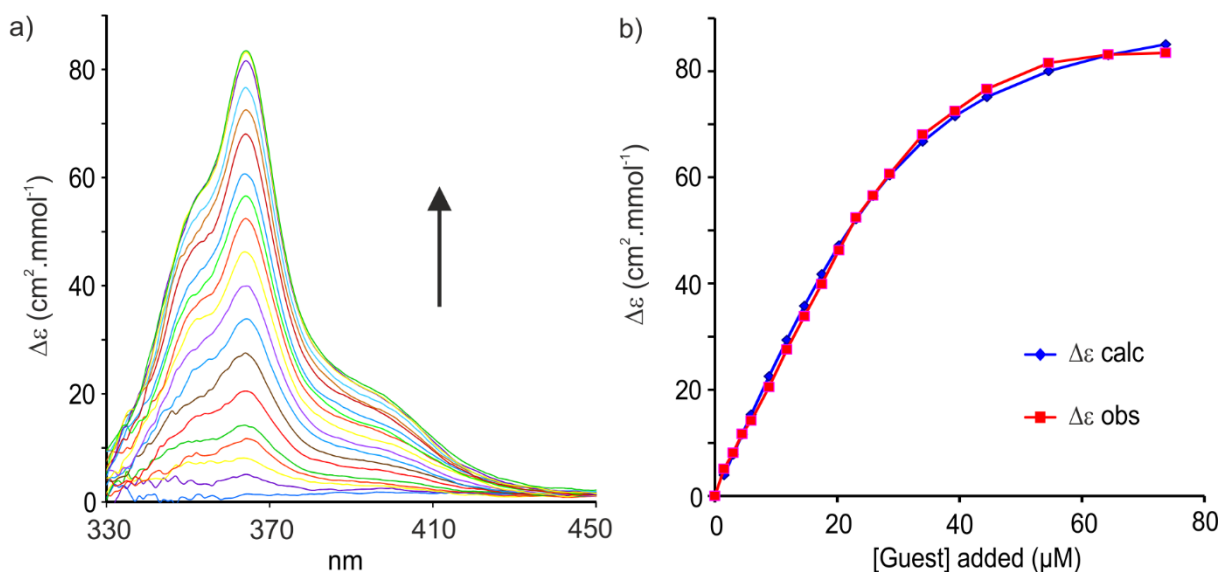 a)
Δε (cm².mmol⁻¹)
80
60
40
20
0
330
370
410
450
nm
b)
Δε (cm².mmol⁻¹)
80
60
40
20
0
0
20
40
60
80
[Guest] added (µM)
Δε calc
Δε obs